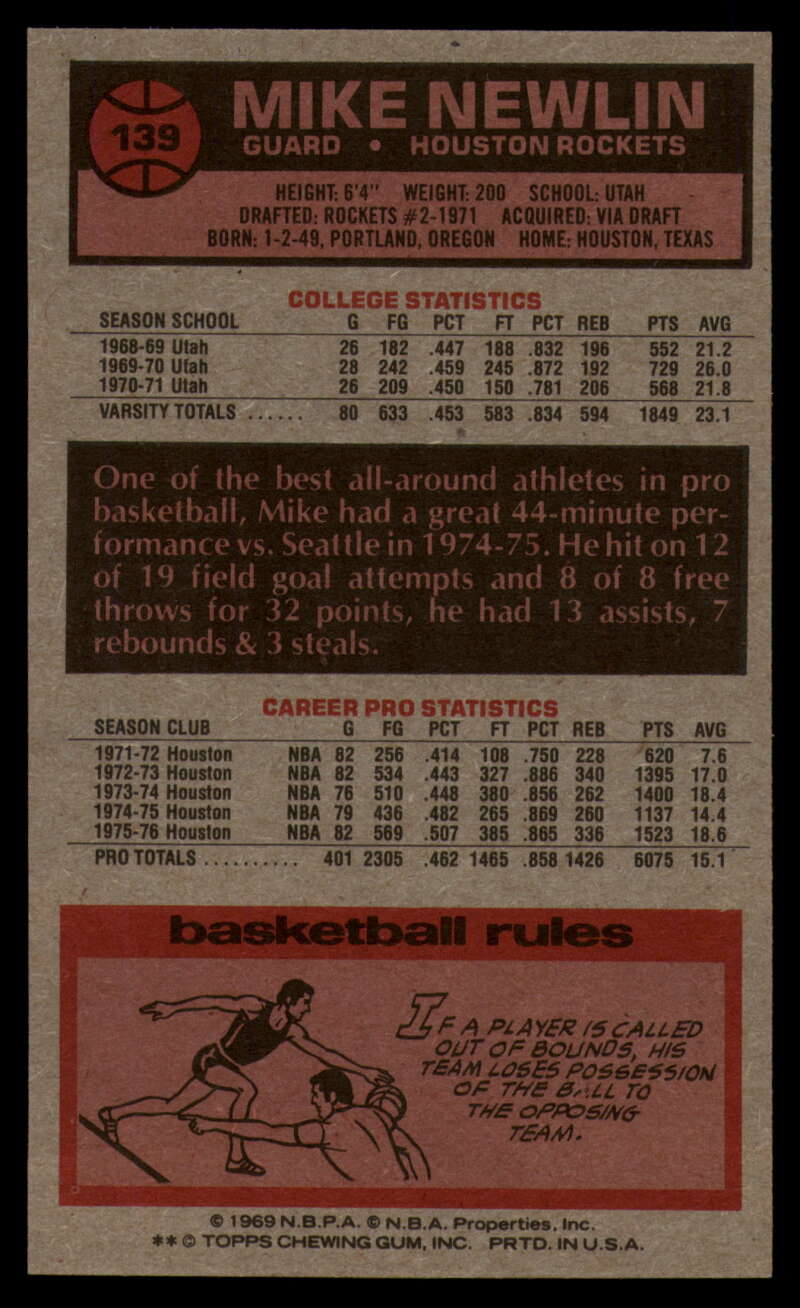 139
MIKE NEWLIN
GUARD • HOUSTON ROCKETS
HEIGHT: 6'4" WEIGHT: 200 SCHOOL: UTAH
DRAFTED: ROCKETS #2-1971 ACQUIRED: VIA DRAFT
BORN: 1-2-49, PORTLAND, OREGON HOME: HOUSTON, TEXAS
COLLEGE STATISTICS
SEASON SCHOOL G FG PCT FT PCT REB PTS AVG
1968-69 Utah 26 182 .447 188 .832 196 552 21.2
1969-70 Utah 28 242 .459 245 .872 192 729 26.0
1970-71 Utah 26 209 .450 150 .781 206 568 21.8
VARSITY TOTALS ...... 80 633 .453 583 .834 594 1849 23.1
One of the best all-around athletes in pro
basketball, Mike had a great 44-minute per-
formance vs. Seattle in 1974-75. He hit on 12
of 19 field goal attempts and 8 of 8 free
throws for 32 points, he had 13 assists, 7
rebounds & 3 steals.
CAREER PRO STATISTICS
SEASON CLUB G FG PCT FT PCT REB PTS AVG
1971-72 Houston NBA 82 256 .414 108 .750 228 620 7.6
1972-73 Houston NBA 82 534 .443 327 .886 340 1395 17.0
1973-74 Houston NBA 76 510 .448 380 .856 262 1400 18.4
1974-75 Houston NBA 79 436 .482 265 .869 260 1137 14.4
1975-76 Houston NBA 82 569 .507 385 .865 336 1523 18.6
PRO TOTALS .......... 401 2305 .462 1465 .858 1426 6075 15.1
basketball rules
IF A PLAYER IS CALLED
OUT OF BOUNDS, HIS
TEAM LOSES POSSESSION
OF THE BALL TO
THE OPPOSING
TEAM.
© 1969 N.B.P.A. © N.B.A. Properties, Inc.
** © TOPPS CHEWING GUM, INC. PRTD. IN U.S.A.